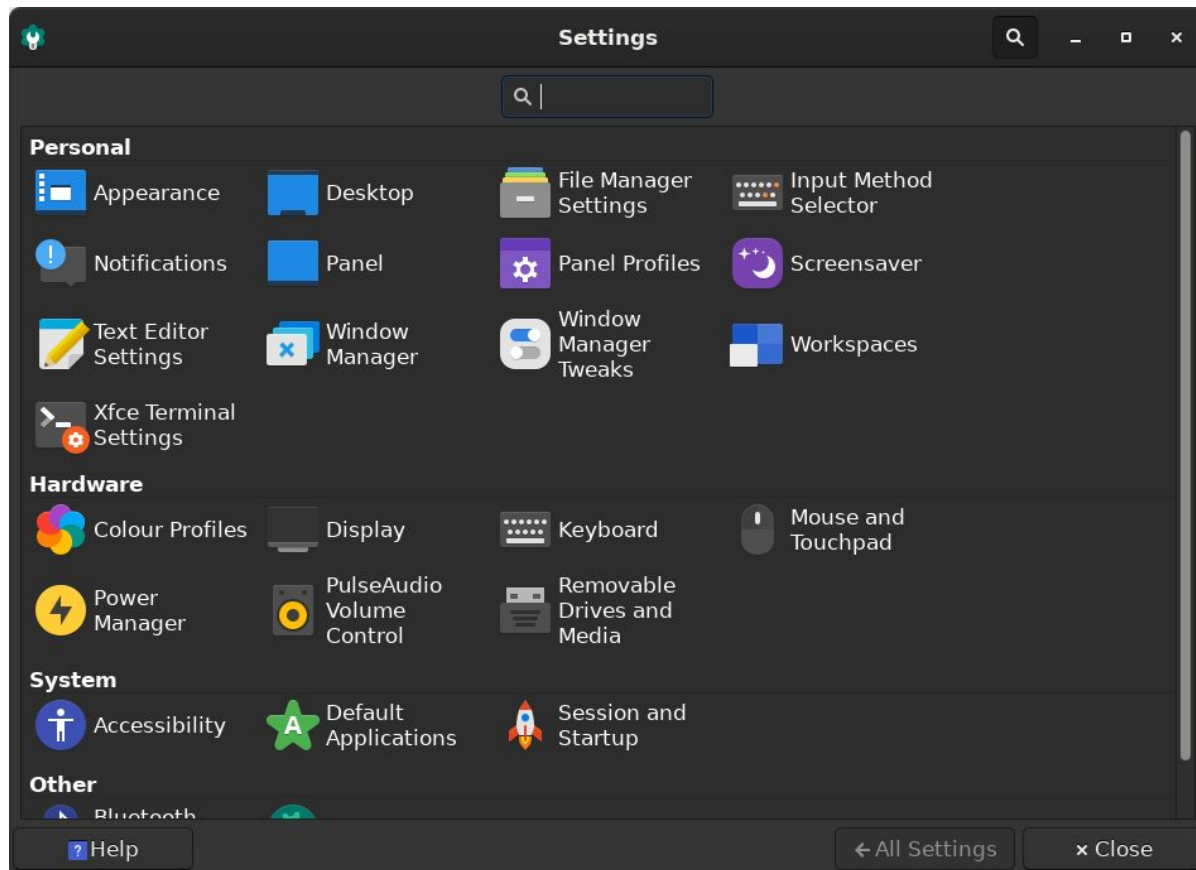 Settings
Personal
Appearance
Desktop
File Manager
Settings
Input Method
Selector
Notifications
Panel
Panel Profiles
Screensaver
Text Editor
Settings
Window
Manager
Window
Manager
Tweaks
Workspaces
Xfce Terminal
Settings
Hardware
Colour Profiles
Display
Keyboard
Mouse and
Touchpad
Power
Manager
PulseAudio
Volume
Control
Removable
Drives and
Media
System
Accessibility
A
Default
Applications
Session and
Startup
Other
Bluetooth
? Help
All Settings
Close